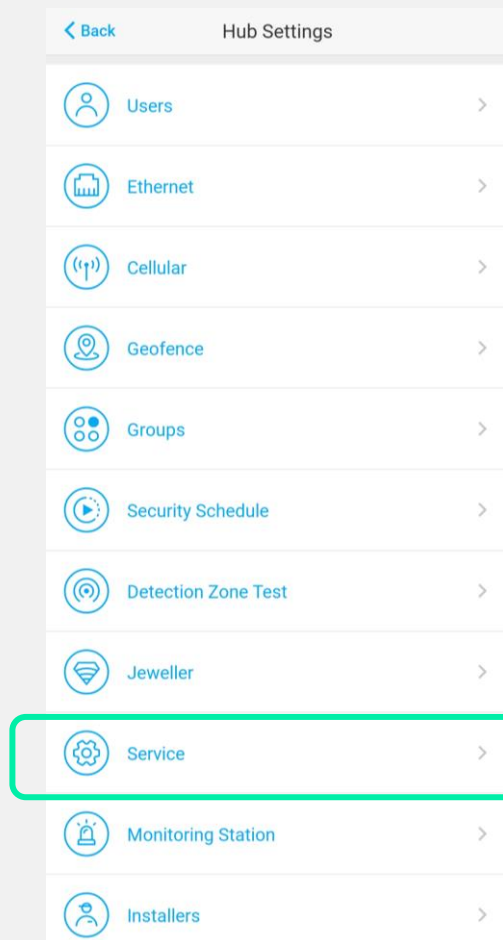 Back Hub Settings
Users
Ethernet
Cellular
Geofence
Groups
Security Schedule
Detection Zone Test
Jeweller
Service
Monitoring Station
Installers